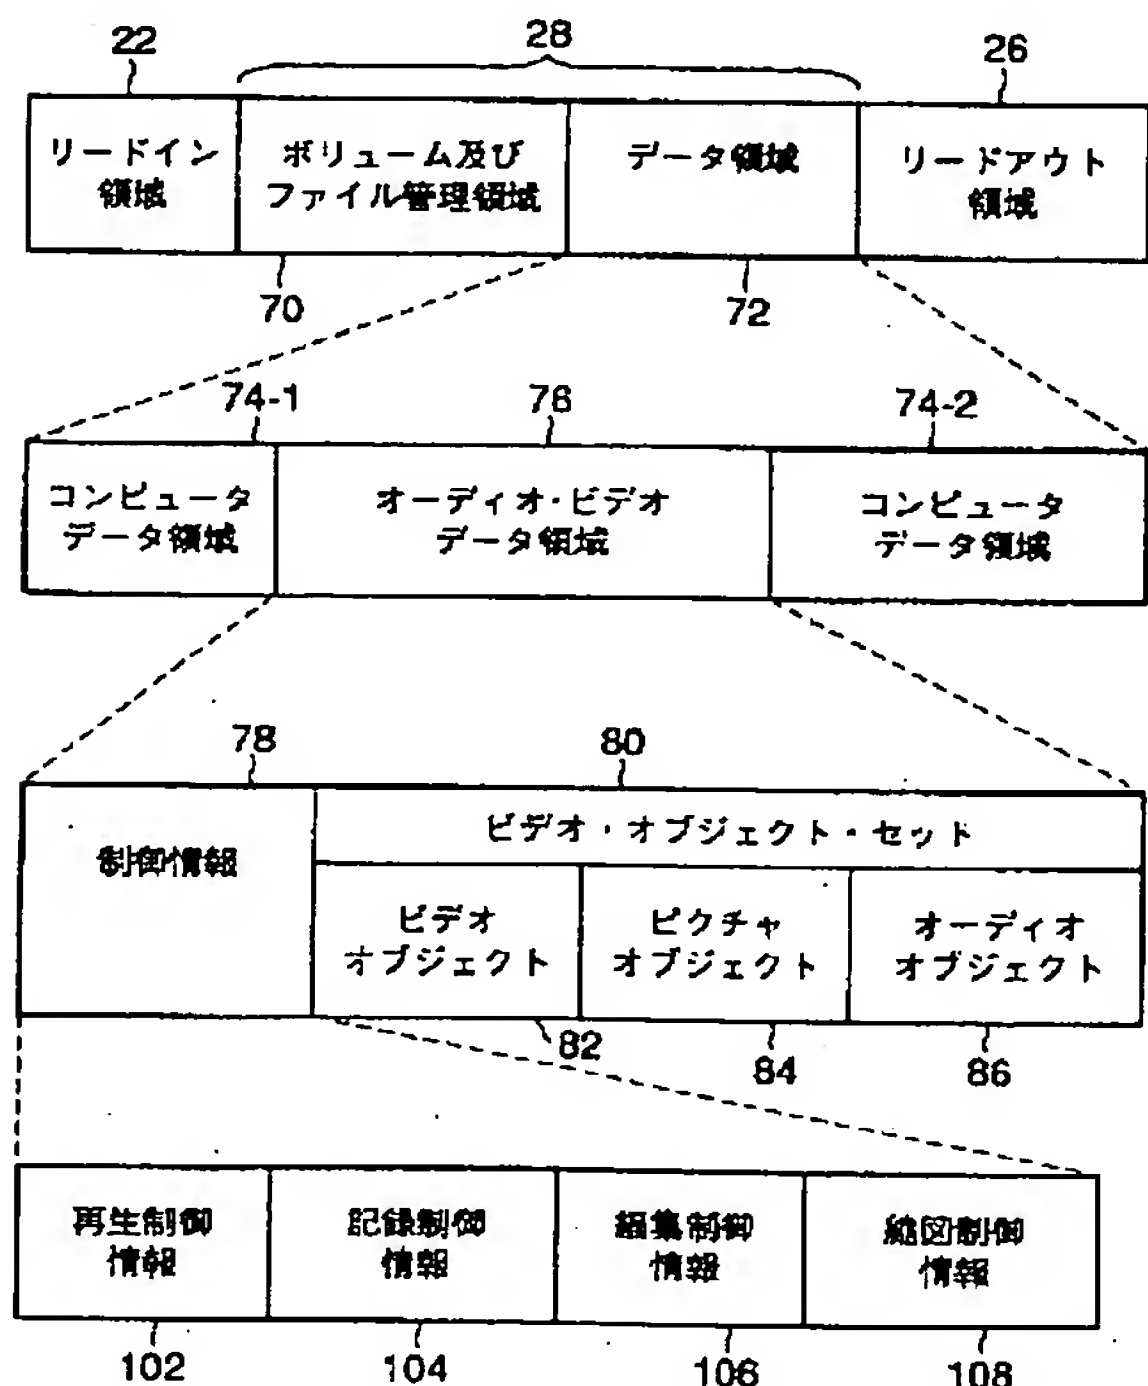 22
28
26
リードイン
領域
ボリューム及び
ファイル管理領域
データ領域
リードアウト
領域
70
72
74-1
76
74-2
コンピュータ
データ領域
オーディオ・ビデオ
データ領域
コンピュータ
データ領域
78
80
制御情報
ビデオ・オブジェクト・セット
ビデオ
オブジェクト
ピクチャ
オブジェクト
オーディオ
オブジェクト
82
84
86
再生制御
情報
記録制御
情報
編集制御
情報
縮図制御
情報
102
104
106
108